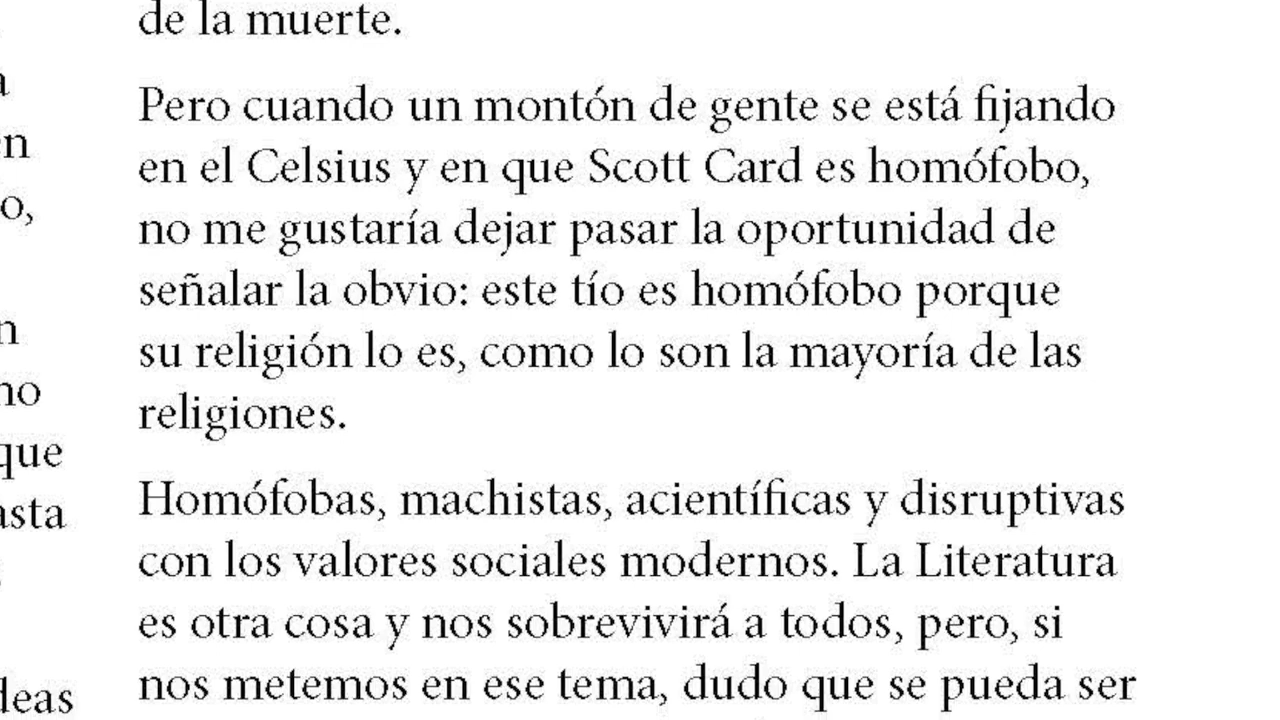 de la muerte.
Pero cuando un montón de gente se está fijando
en el Celsius y en que Scott Card es homófobo,
no me gustaría dejar pasar la oportunidad de
señalar la obvio: este tío es homófobo porque
su religión lo es, como lo son la mayoría de las
religiones.
Homófobas, machistas, acientíficas y disruptivas
con los valores sociales modernos. La Literatura
es otra cosa y nos sobrevivirá a todos, pero, si
nos metemos en ese tema, dudo que se pueda ser